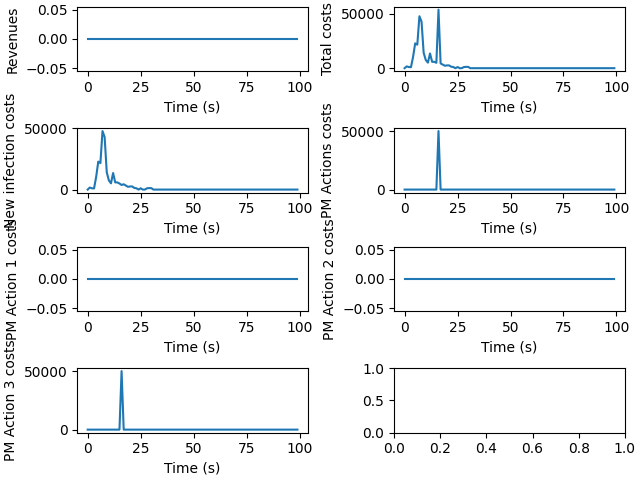 Revenues
0.05
0.00
−0.05
0 25 50 75 100
Time (s)
Total costs
50000
0
0 25 50 75 100
Time (s)
New infection costs
50000
0
0 25 50 75 100
Time (s)
PM Actions costs
50000
0
0 25 50 75 100
Time (s)
PM Action 1 costs
0.05
0.00
−0.05
0 25 50 75 100
Time (s)
PM Action 2 costs
0.05
0.00
−0.05
0 25 50 75 100
Time (s)
PM Action 3 costs
50000
0
0 25 50 75 100
Time (s)
1.0
0.5
0.0
0.0 0.2 0.4 0.6 0.8 1.0